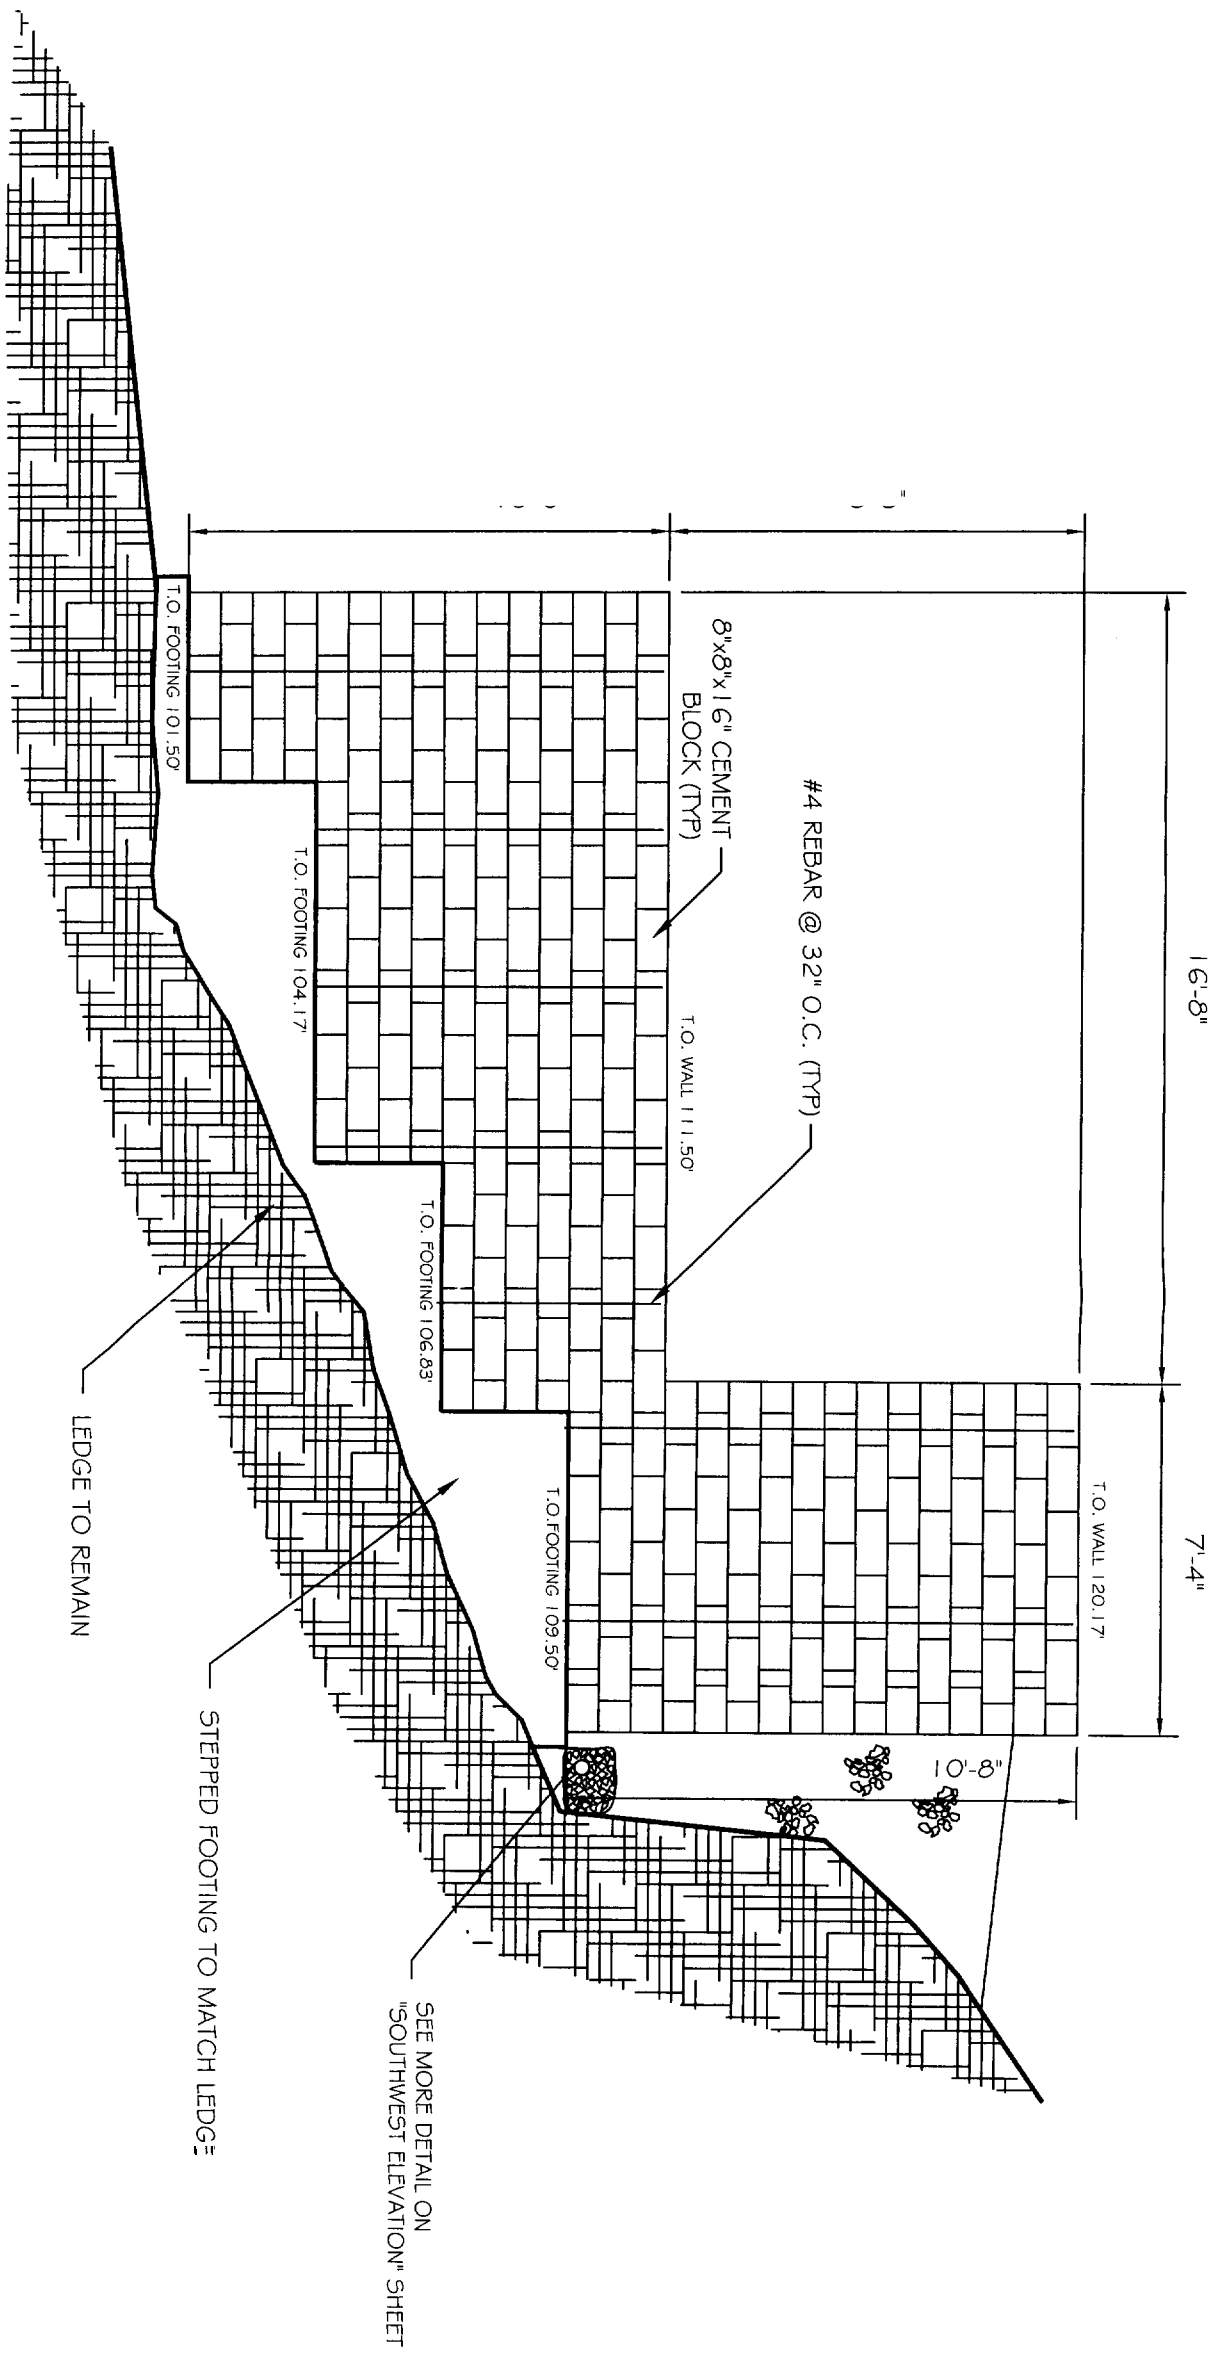 16'-8"
7'-4"
T.O. WALL 120.17'
#4 REBAR @ 32" O.C. (TYP)
8"x8"x16" CEMENT
BLOCK (TYP)
T.O. WALL 111.50'
10'-8"
T.O.FOOTING 109.50'
T.O. FOOTING 106.83'
T.O. FOOTING 104.17'
T.O. FOOTING 101.50'
SEE MORE DETAIL ON
"SOUTHWEST ELEVATION" SHEET
STEPPED FOOTING TO MATCH LEDGE
LEDGE TO REMAIN